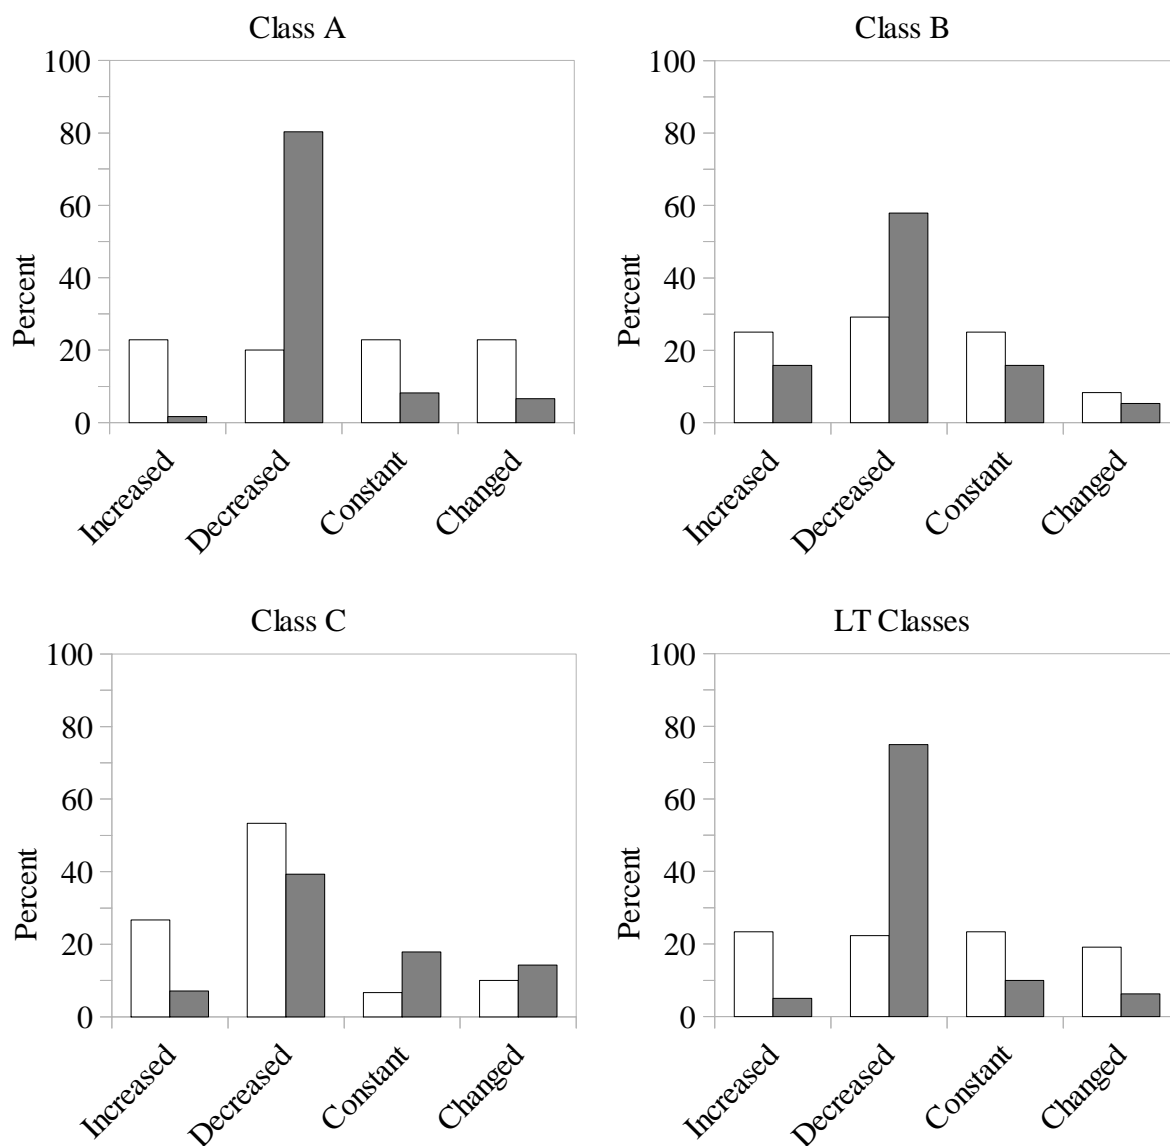 Class A
100
80
60
40
20
0
Percent
Increased
Decreased
Constant
Changed
Class B
100
80
60
40
20
0
Percent
Increased
Decreased
Constant
Changed
Class C
100
80
60
40
20
0
Percent
Increased
Decreased
Constant
Changed
LT Classes
100
80
60
40
20
0
Percent
Increased
Decreased
Constant
Changed